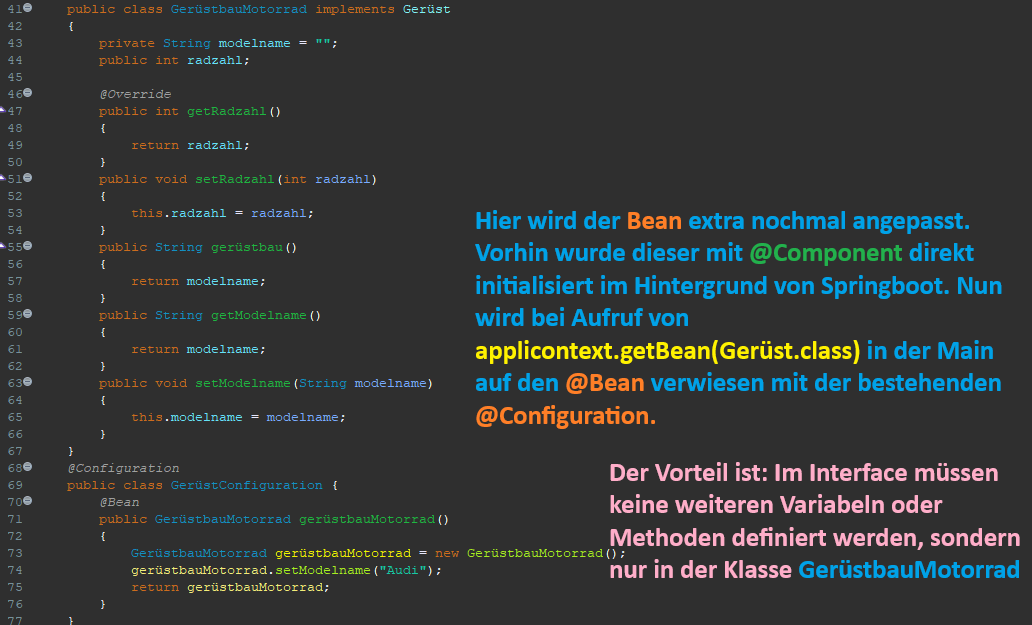 41 public class GerüstbauMotorrad implements Gerüst
42 {
43 private String modelname = "";
44 public int radzahl;
45
46 @Override
47 public int getRadzahl()
48 {
49 return radzahl;
50 }
51 public void setRadzahl(int radzahl)
52 {
53 this.radzahl = radzahl;
54 }
55 public String gerüstbau()
56 {
57 return modelname;
58 }
59 public String getModelname()
60 {
61 return modelname;
62 }
63 public void setModelname(String modelname)
64 {
65 this.modelname = modelname;
66 }
67 }
68 @Configuration
69 public class GerüstConfiguration {
70 @Bean
71 public GerüstbauMotorrad gerüstbauMotorrad()
72 {
73 GerüstbauMotorrad gerüstbauMotorrad = new GerüstbauMotorrad();
74 gerüstbauMotorrad.setModelname("Audi");
75 return gerüstbauMotorrad;
76 }
77 }
Hier wird der Bean extra nochmal angepasst.
Vorhin wurde dieser mit @Component direkt
initialisiert im Hintergrund von Springboot. Nun
wird bei Aufruf von
applicontext.getBean(Gerüst.class) in der Main
auf den @Bean verwiesen mit der bestehenden
@Configuration.
Der Vorteil ist: Im Interface müssen
keine weiteren Variabeln oder
Methoden definiert werden, sondern
nur in der Klasse GerüstbauMotorrad